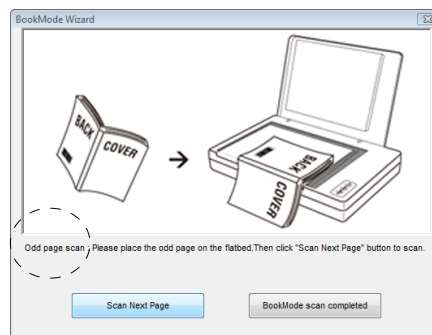 BookMode Wizard
BACK
COVER
BACK
COVER
Odd page scan , Please place the odd page on the flatbed.Then click "Scan Next Page" button to scan.
Scan Next Page
BookMode scan completed